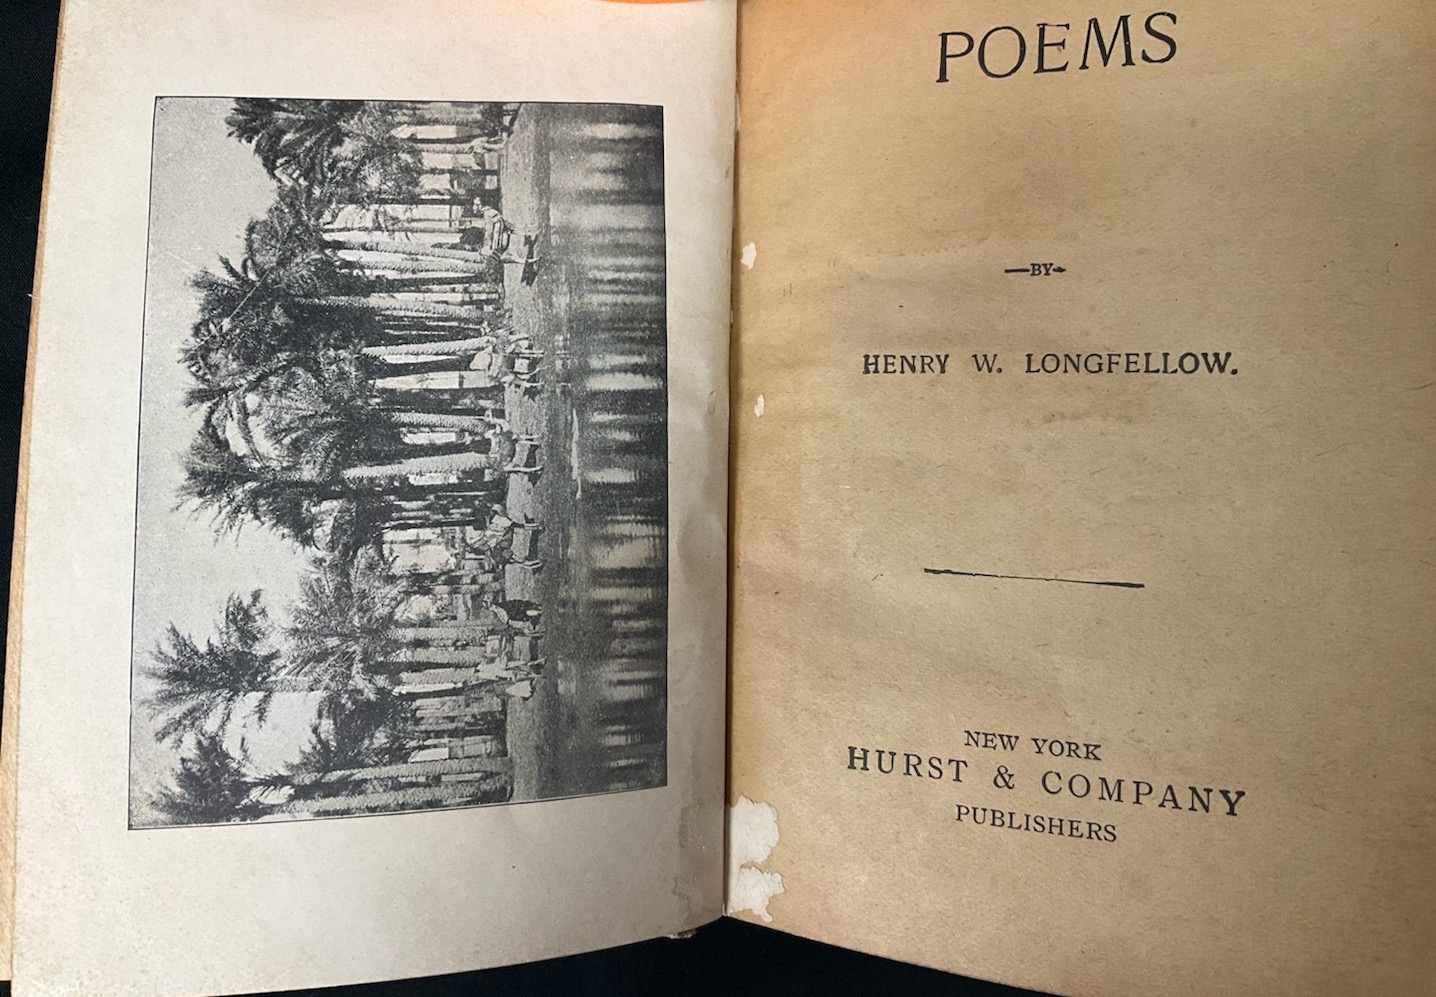 POEMS
—BY—
HENRY W. LONGFELLOW.
NEW YORK
HURST & COMPANY
PUBLISHERS